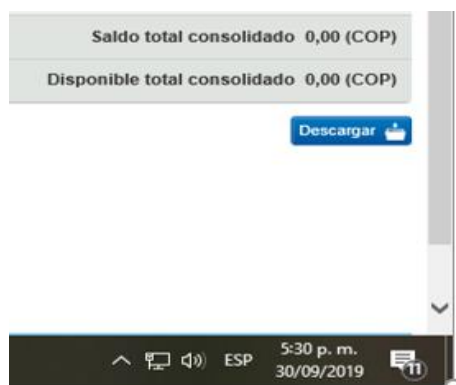 Saldo total consolidado 0,00 (COP)
Disponible total consolidado 0,00 (COP)
Descargar
5:30 p. m.
ESP
30/09/2019
11